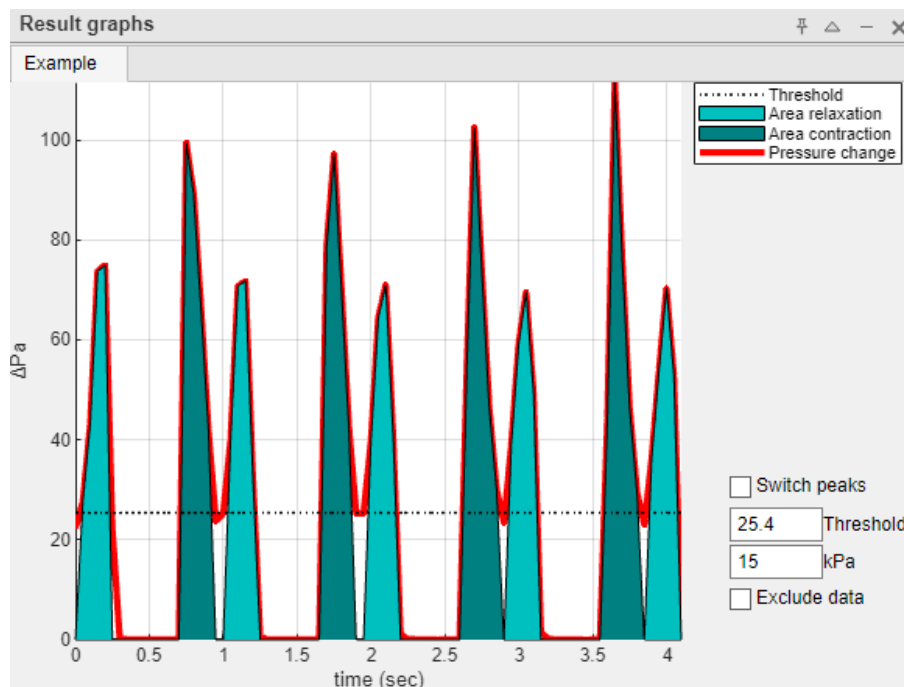 Result graphs
Example
Threshold
Area relaxation
Area contraction
Pressure change
100
80
60
40
20
0
ΔPa
0
0.5
1
1.5
2
2.5
3
3.5
4
time (sec)
Switch peaks
25.4 Threshold
15 kPa
Exclude data